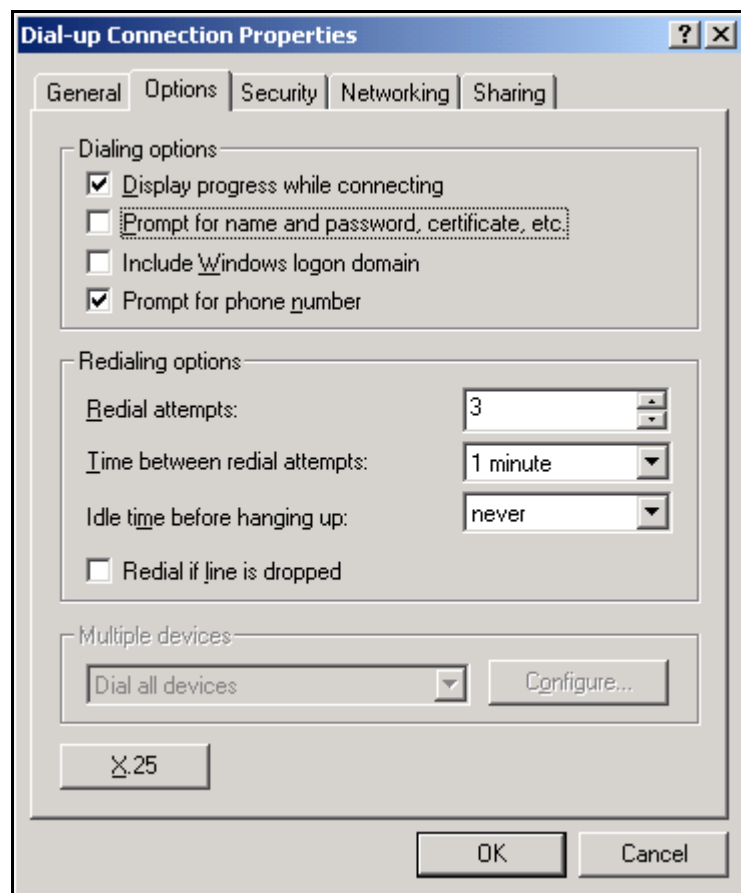 Dial-up Connection Properties
General Options Security Networking Sharing
Dialing options
Display progress while connecting
Prompt for name and password, certificate, etc.
Include Windows logon domain
Prompt for phone number
Redialing options
Redial attempts: 3
Time between redial attempts: 1 minute
Idle time before hanging up: never
Redial if line is dropped
Multiple devices
Dial all devices Configure...
X.25
OK Cancel